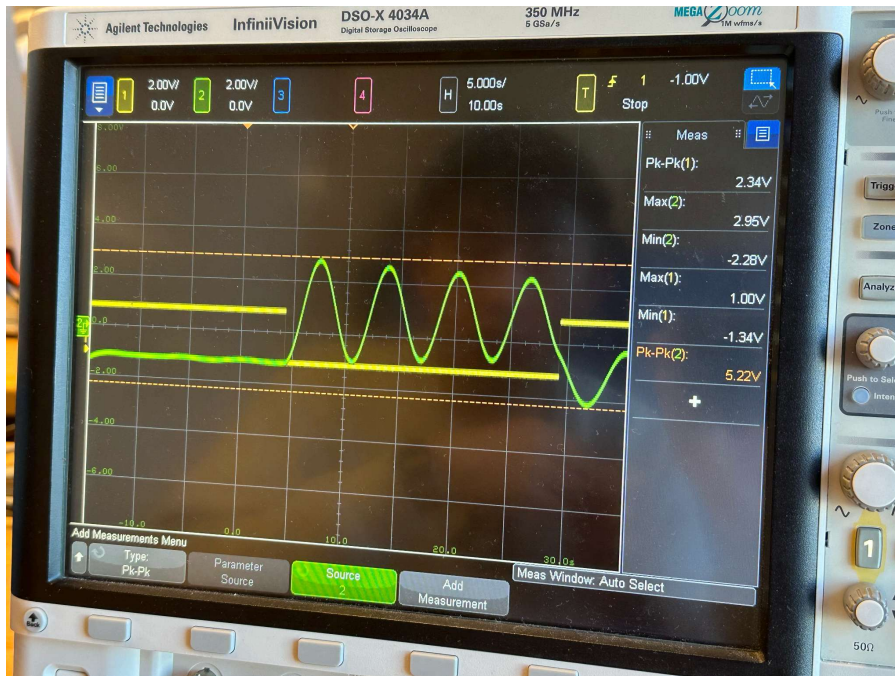 Agilent Technologies InfiniiVision DSO-X 4034A 350 MHz MEGA Zoom
Digital Storage Oscilloscope 5 GSa/s 1M wfms/s
1 2.00V/ 2 2.00V/ 3 4 H 5.000s/ T 1 -1.00V
0.0V 0.0V 10.00s Stop
8.00V
6.00
4.00
2.00
0.0
-2.00
-4.00
-6.00
-10.0 0.0 10.0 20.0 30.0s
Meas
Pk-Pk(1):
2.34V
Max(2):
2.95V
Min(2):
-2.28V
Max(1):
1.00V
Min(1):
-1.34V
Pk-Pk(2):
5.22V
Add Measurements Menu
Type:
Pk-Pk
Parameter
Source
Source
2
Add
Measurement
Meas Window: Auto Select
Zone
Push to Sele
1
50Ω